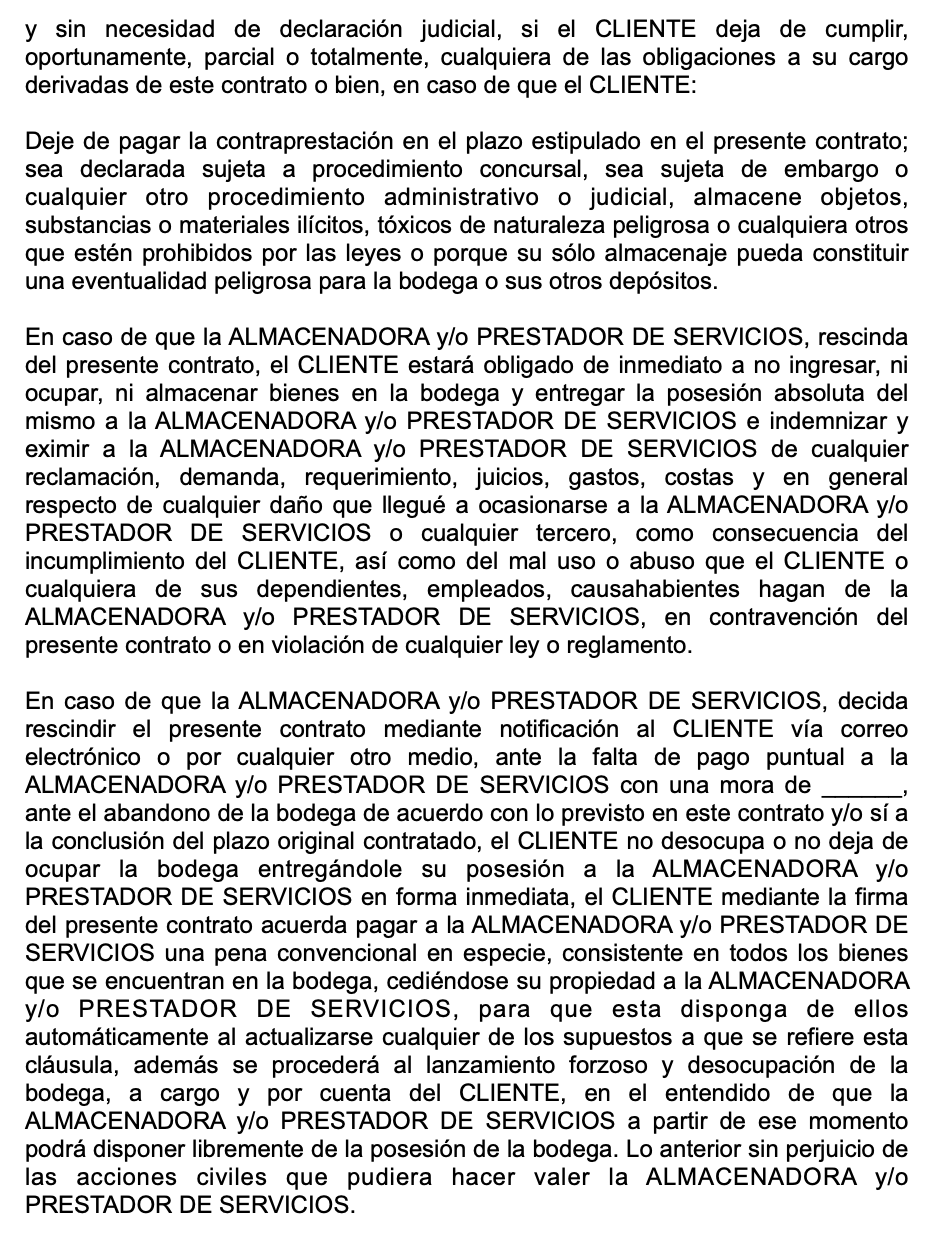 y sin necesidad de declaración judicial, si el CLIENTE deja de cumplir,
oportunamente, parcial o totalmente, cualquiera de las obligaciones a su cargo
derivadas de este contrato o bien, en caso de que el CLIENTE:
Deje de pagar la contraprestación en el plazo estipulado en el presente contrato;
sea declarada sujeta a procedimiento concursal, sea sujeta de embargo o
cualquier otro procedimiento administrativo o judicial, almacene objetos,
substancias o materiales ilícitos, tóxicos de naturaleza peligrosa o cualquiera otros
que estén prohibidos por las leyes o porque su sólo almacenaje pueda constituir
una eventualidad peligrosa para la bodega o sus otros depósitos.
En caso de que la ALMACENADORA y/o PRESTADOR DE SERVICIOS, rescinda
del presente contrato, el CLIENTE estará obligado de inmediato a no ingresar, ni
ocupar, ni almacenar bienes en la bodega y entregar la posesión absoluta del
mismo a la ALMACENADORA y/o PRESTADOR DE SERVICIOS e indemnizar y
eximir a la ALMACENADORA y/o PRESTADOR DE SERVICIOS de cualquier
reclamación, demanda, requerimiento, juicios, gastos, costas y en general
respecto de cualquier daño que llegué a ocasionarse a la ALMACENADORA y/o
PRESTADOR DE SERVICIOS o cualquier tercero, como consecuencia del
incumplimiento del CLIENTE, así como del mal uso o abuso que el CLIENTE o
cualquiera de sus dependientes, empleados, causahabientes hagan de la
ALMACENADORA y/o PRESTADOR DE SERVICIOS, en contravención del
presente contrato o en violación de cualquier ley o reglamento.
En caso de que la ALMACENADORA y/o PRESTADOR DE SERVICIOS, decida
rescindir el presente contrato mediante notificación al CLIENTE vía correo
electrónico o por cualquier otro medio, ante la falta de pago puntual a la
ALMACENADORA y/o PRESTADOR DE SERVICIOS con una mora de ______,
ante el abandono de la bodega de acuerdo con lo previsto en este contrato y/o sí a
la conclusión del plazo original contratado, el CLIENTE no desocupa o no deja de
ocupar la bodega entregándole su posesión a la ALMACENADORA y/o
PRESTADOR DE SERVICIOS en forma inmediata, el CLIENTE mediante la firma
del presente contrato acuerda pagar a la ALMACENADORA y/o PRESTADOR DE
SERVICIOS una pena convencional en especie, consistente en todos los bienes
que se encuentran en la bodega, cediéndose su propiedad a la ALMACENADORA
y/o PRESTADOR DE SERVICIOS, para que esta disponga de ellos
automáticamente al actualizarse cualquier de los supuestos a que se refiere esta
cláusula, además se procederá al lanzamiento forzoso y desocupación de la
bodega, a cargo y por cuenta del CLIENTE, en el entendido de que la
ALMACENADORA y/o PRESTADOR DE SERVICIOS a partir de ese momento
podrá disponer libremente de la posesión de la bodega. Lo anterior sin perjuicio de
las acciones civiles que pudiera hacer valer la ALMACENADORA y/o
PRESTADOR DE SERVICIOS.